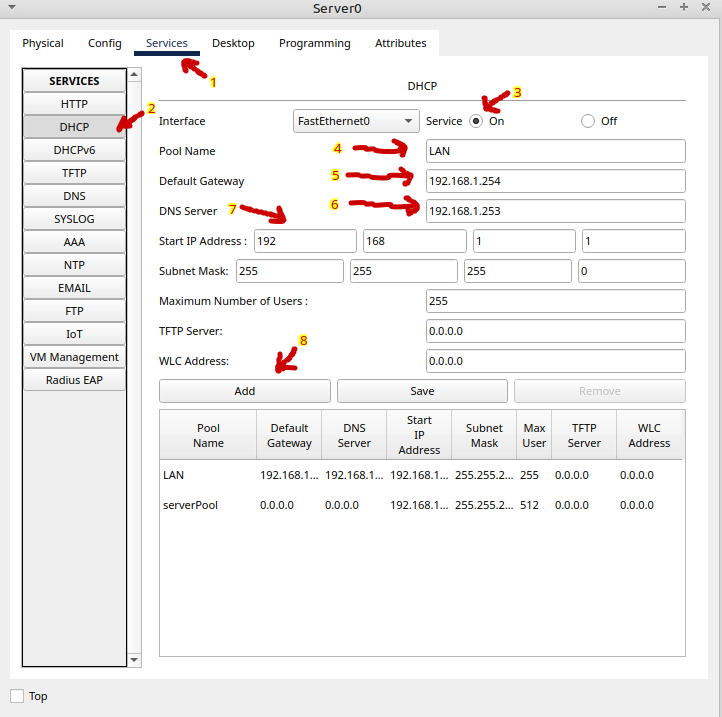 Server0
Physical Config Services Desktop Programming Attributes
1
SERVICES
HTTP
DHCP
DHCPv6
TFTP
DNS
SYSLOG
AAA
NTP
EMAIL
FTP
IoT
VM Management
Radius EAP
2
DHCP
3
Interface FastEthernet0 Service On Off
Pool Name 4 LAN
Default Gateway 5 192.168.1.254
DNS Server 7 6 192.168.1.253
Start IP Address : 192 168 1 1
Subnet Mask: 255 255 255 0
Maximum Number of Users : 255
TFTP Server: 0.0.0.0
8
WLC Address: 0.0.0.0
Add Save Remove
Pool Name Default Gateway DNS Server Start IP Address Subnet Mask Max User TFTP Server WLC Address
LAN 192.168.1... 192.168.1... 192.168.1... 255.255.2... 255 0.0.0.0 0.0.0.0
serverPool 0.0.0.0 0.0.0.0 192.168.1... 255.255.2... 512 0.0.0.0 0.0.0.0
Top